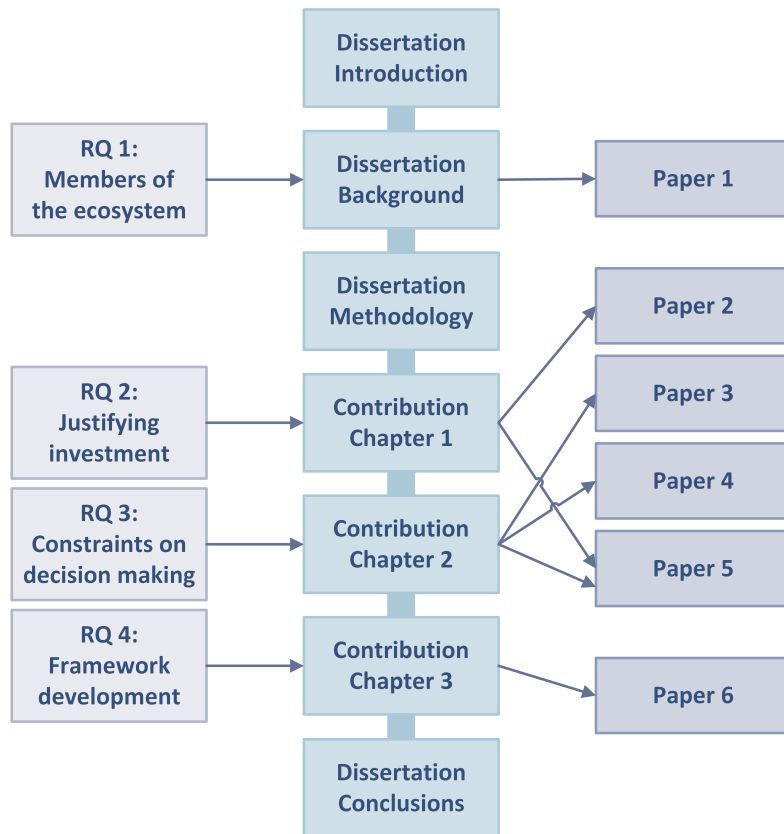 Dissertation
Introduction
RQ 1:
Members of
the ecosystem
Dissertation
Background
Paper 1
Dissertation
Methodology
Paper 2
RQ 2:
Justifying
investment
Contribution
Chapter 1
Paper 3
Paper 4
RQ 3:
Constraints on
decision making
Contribution
Chapter 2
Paper 5
RQ 4:
Framework
development
Contribution
Chapter 3
Paper 6
Dissertation
Conclusions